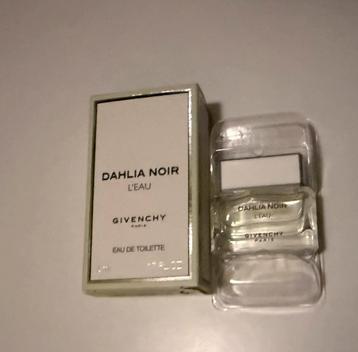 DAHLIA NOIR
L'EAU
GIVENCHY
PARIS
EAU DE TOILETTE
DAHLIA NOIR
L'EAU
GIVENCHY
PARIS